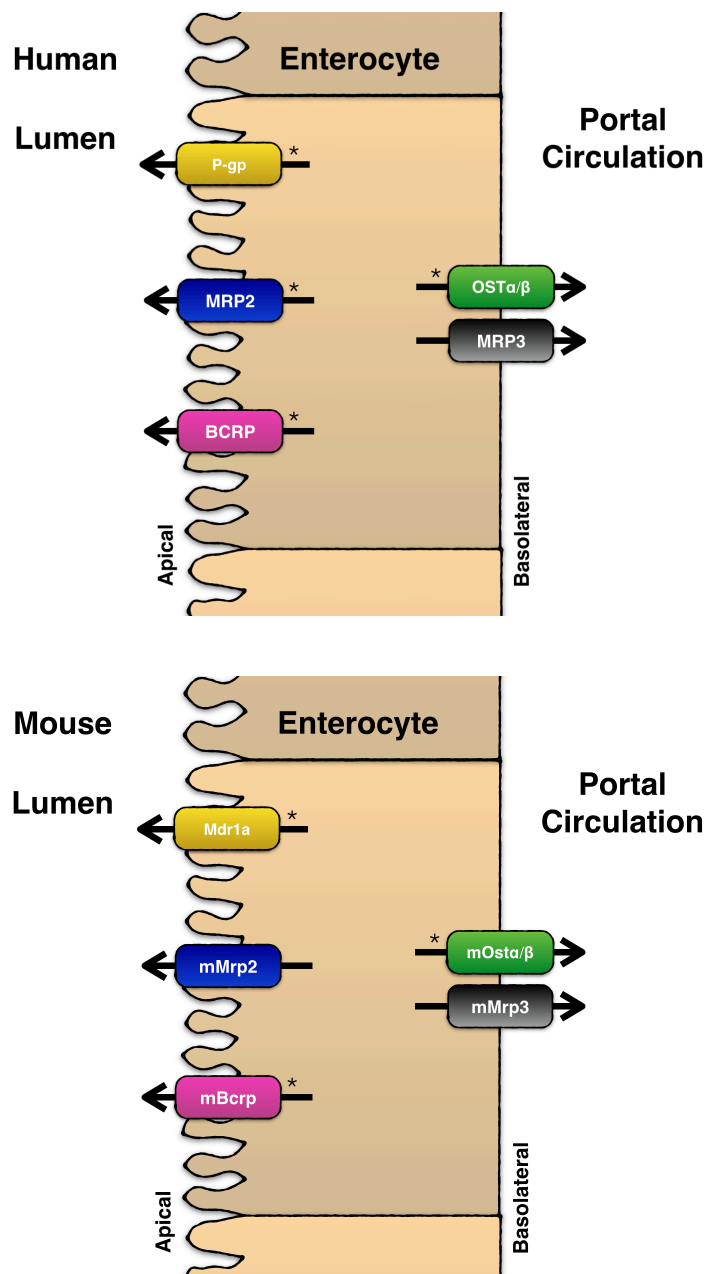 Human
Enterocyte
Lumen
Portal
Circulation
P-gp
*
MRP2
*
*
OSTα/β
MRP3
BCRP
*
Apical
Basolateral
Mouse
Enterocyte
Lumen
Portal
Circulation
Mdr1a
*
mMrp2
*
mOstα/β
mMrp3
mBcrp
*
Apical
Basolateral